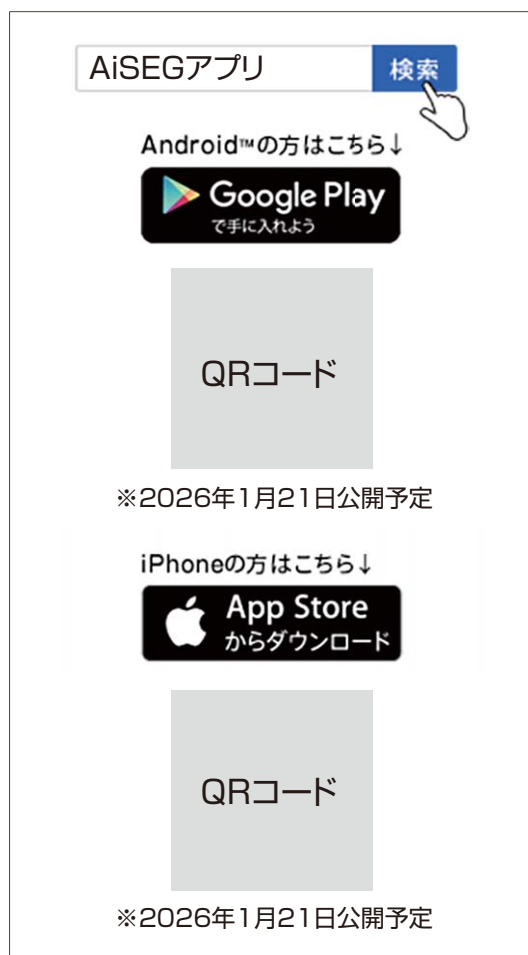 AiSEGアプリ 検索
Android™の方はこちら↓
Google Play
で手に入れよう
QRコード
※2026年1月21日公開予定
iPhoneの方はこちら↓
App Store
からダウンロード
QRコード
※2026年1月21日公開予定